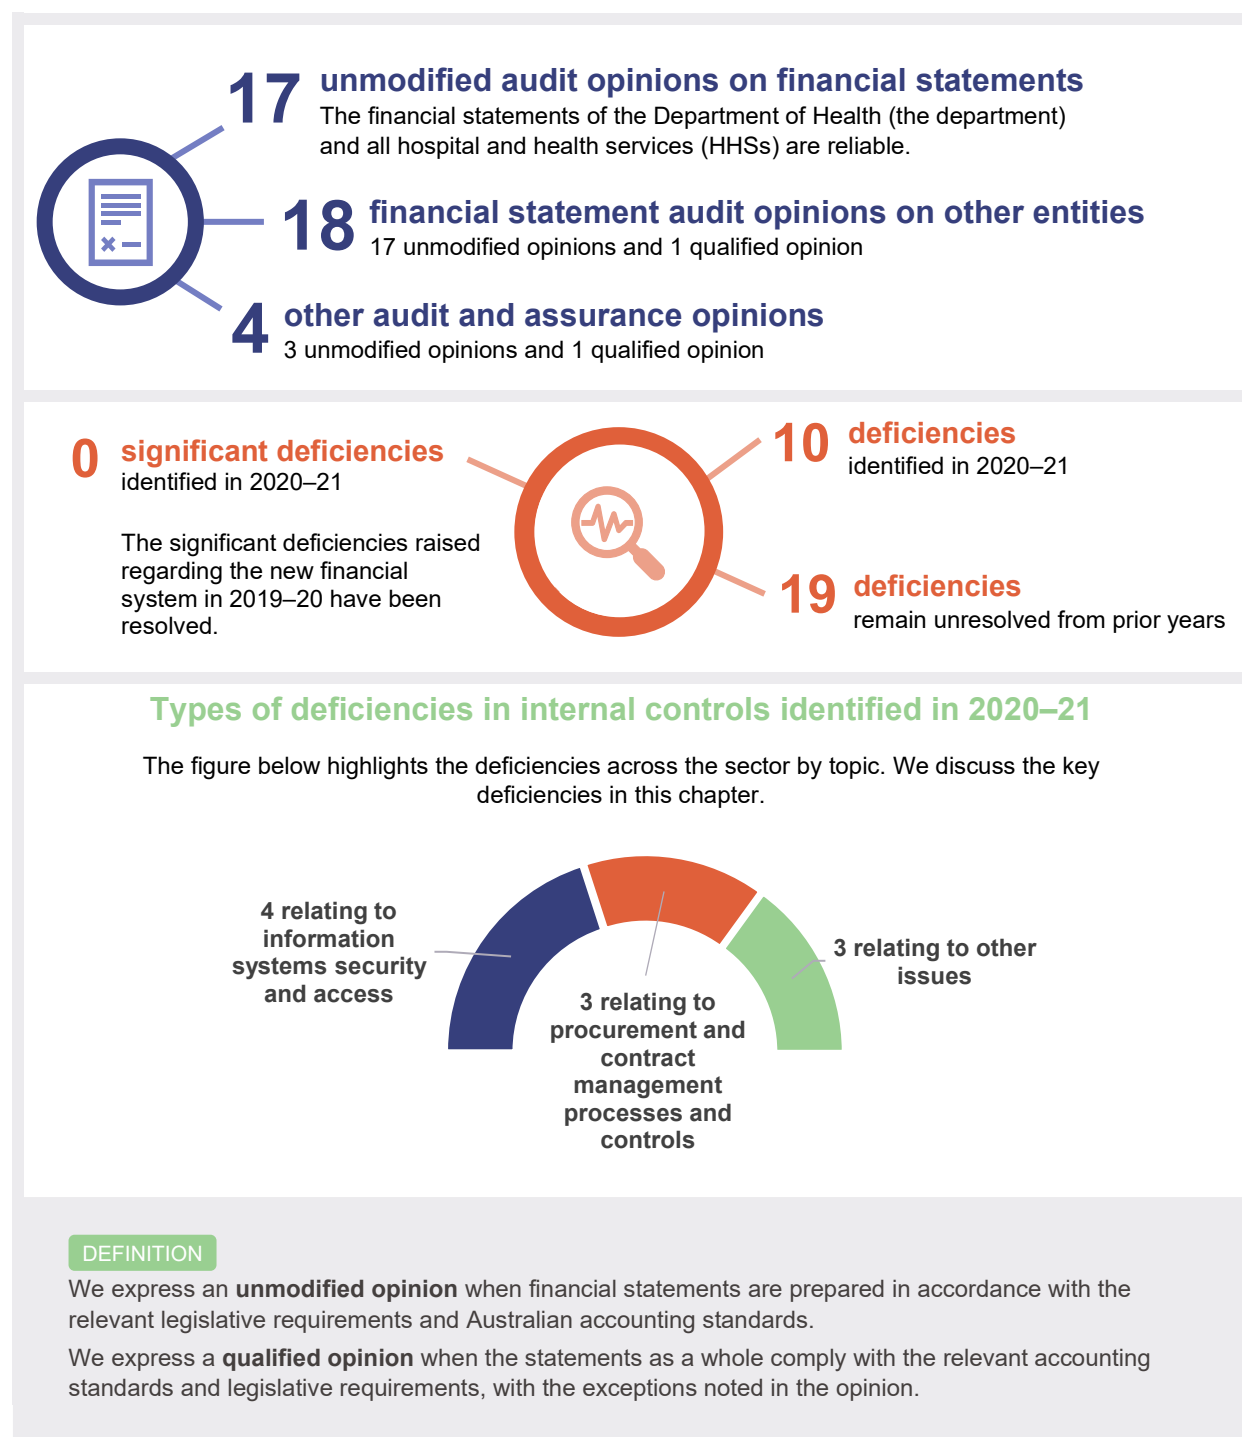 17 unmodified audit opinions on financial statements
The financial statements of the Department of Health (the department)
and all hospital and health services (HHSs) are reliable.
18 financial statement audit opinions on other entities
17 unmodified opinions and 1 qualified opinion
4 other audit and assurance opinions
3 unmodified opinions and 1 qualified opinion
0 significant deficiencies
identified in 2020–21
The significant deficiencies raised
regarding the new financial
system in 2019–20 have been
resolved.
10 deficiencies
identified in 2020–21
19 deficiencies
remain unresolved from prior years
Types of deficiencies in internal controls identified in 2020–21
The figure below highlights the deficiencies across the sector by topic. We discuss the key
deficiencies in this chapter.
4 relating to
information
systems security
and access
3 relating to
procurement and
contract
management
processes and
controls
3 relating to other
issues
DEFINITION
We express an unmodified opinion when financial statements are prepared in accordance with the
relevant legislative requirements and Australian accounting standards.
We express a qualified opinion when the statements as a whole comply with the relevant accounting
standards and legislative requirements, with the exceptions noted in the opinion.